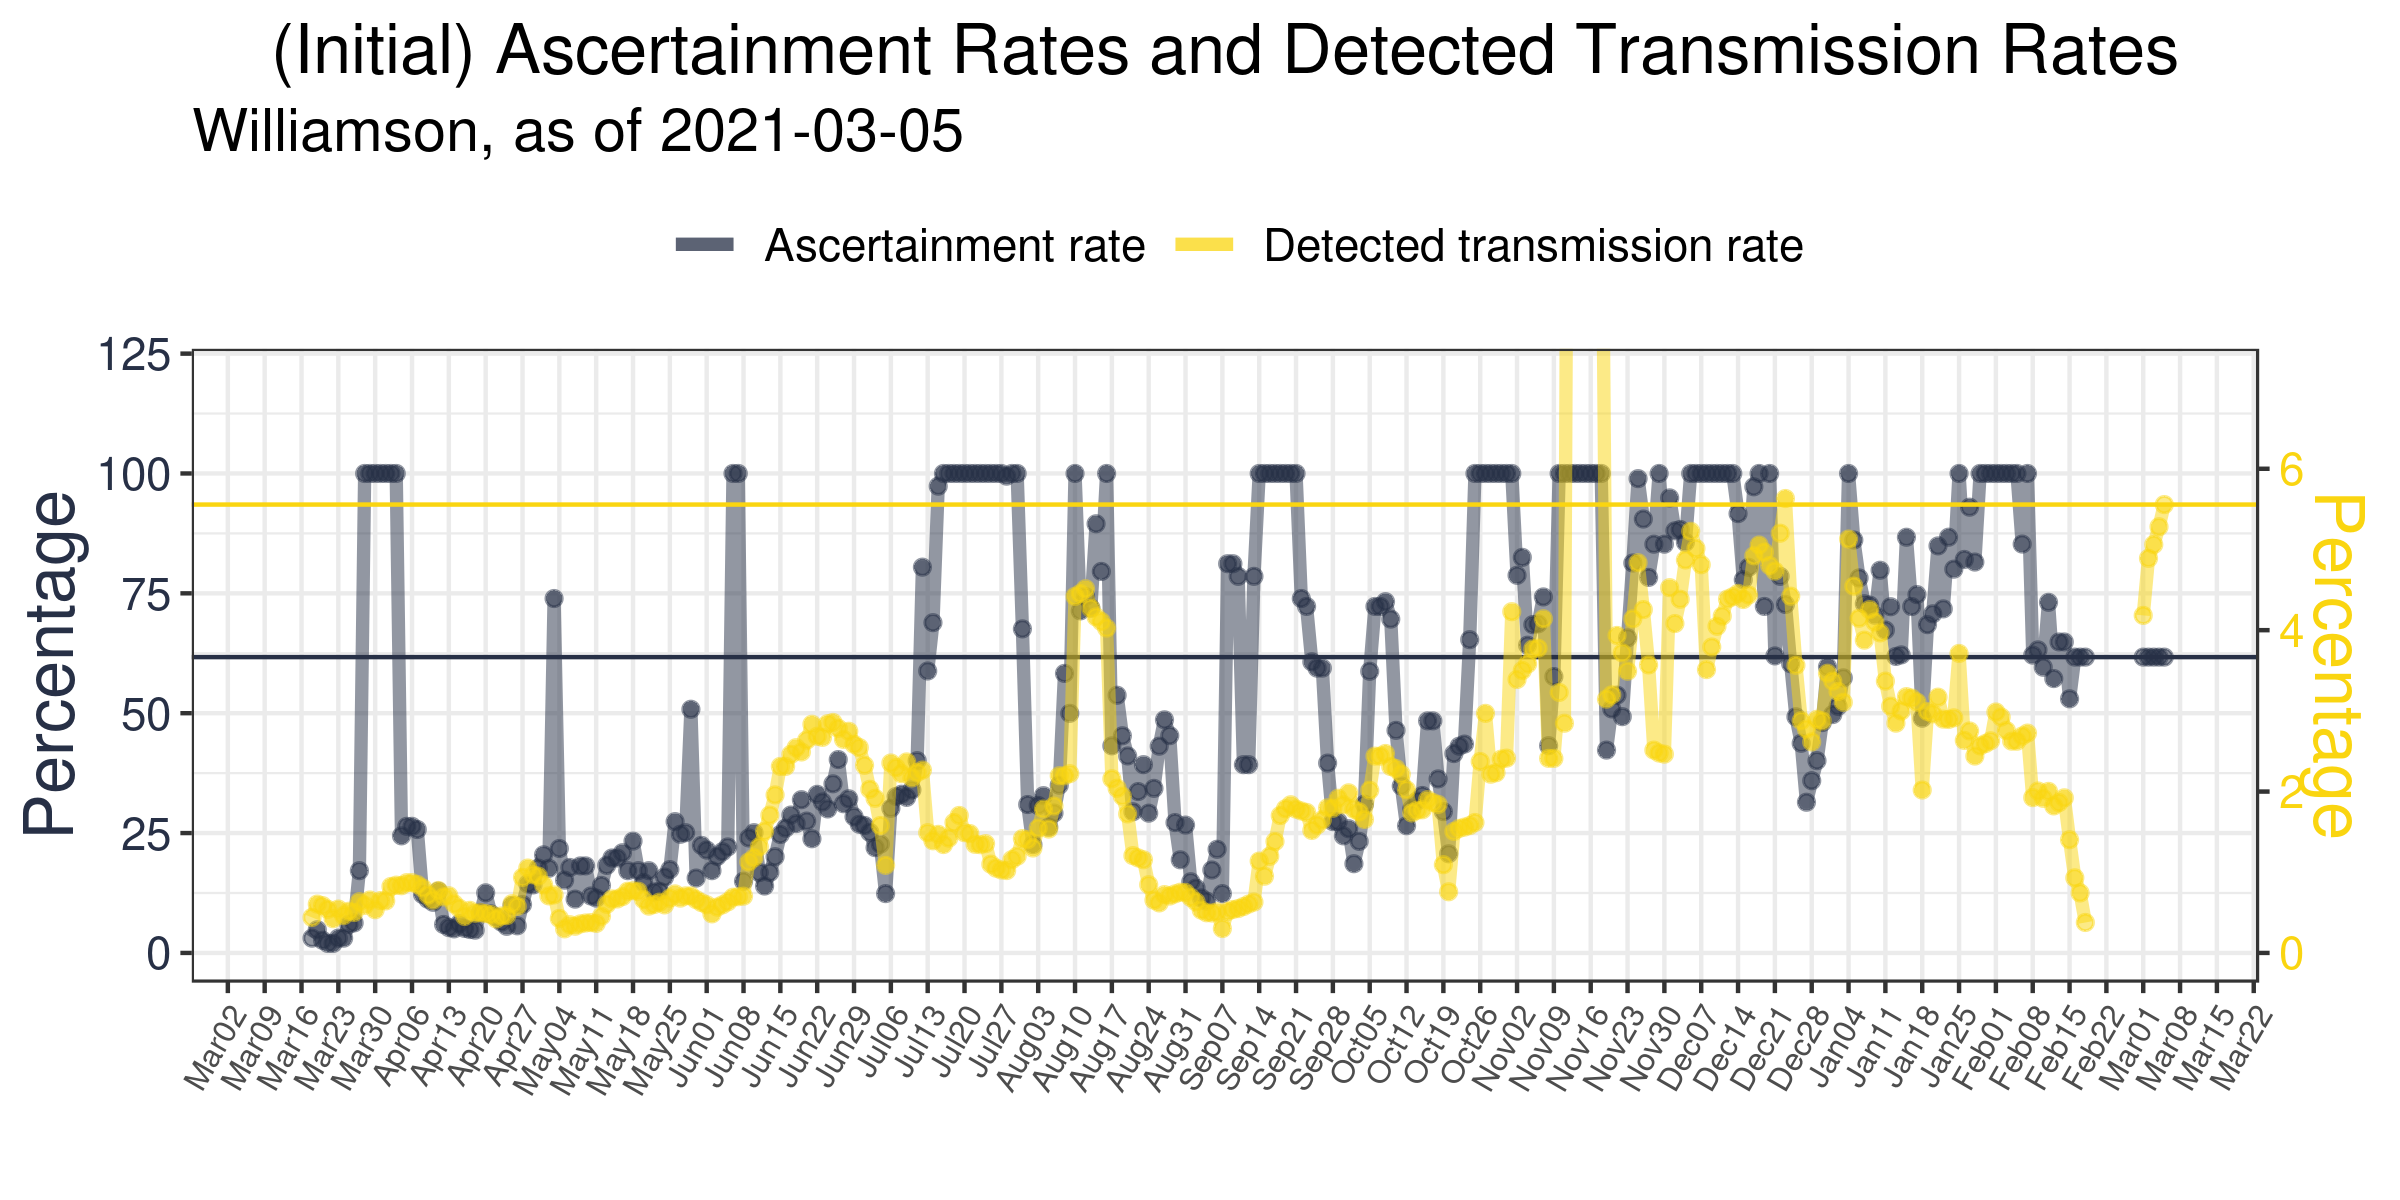 (Initial) Ascertainment Rates and Detected Transmission Rates
Williamson, as of 2021-03-05
Ascertainment rate
Detected transmission rate
125
100
75
50
25
0
Percentage
6
4
2
0
Percentage
Mar02
Mar09
Mar16
Mar23
Mar30
Apr06
Apr13
Apr20
Apr27
May04
May11
May18
May25
Jun01
Jun08
Jun15
Jun22
Jun29
Jul06
Jul13
Jul20
Jul27
Aug03
Aug10
Aug17
Aug24
Aug31
Sep07
Sep14
Sep21
Sep28
Oct05
Oct12
Oct19
Oct26
Nov02
Nov09
Nov16
Nov23
Nov30
Dec07
Dec14
Dec21
Dec28
Jan04
Jan11
Jan18
Jan25
Feb01
Feb08
Feb15
Feb22
Mar01
Mar08
Mar15
Mar22